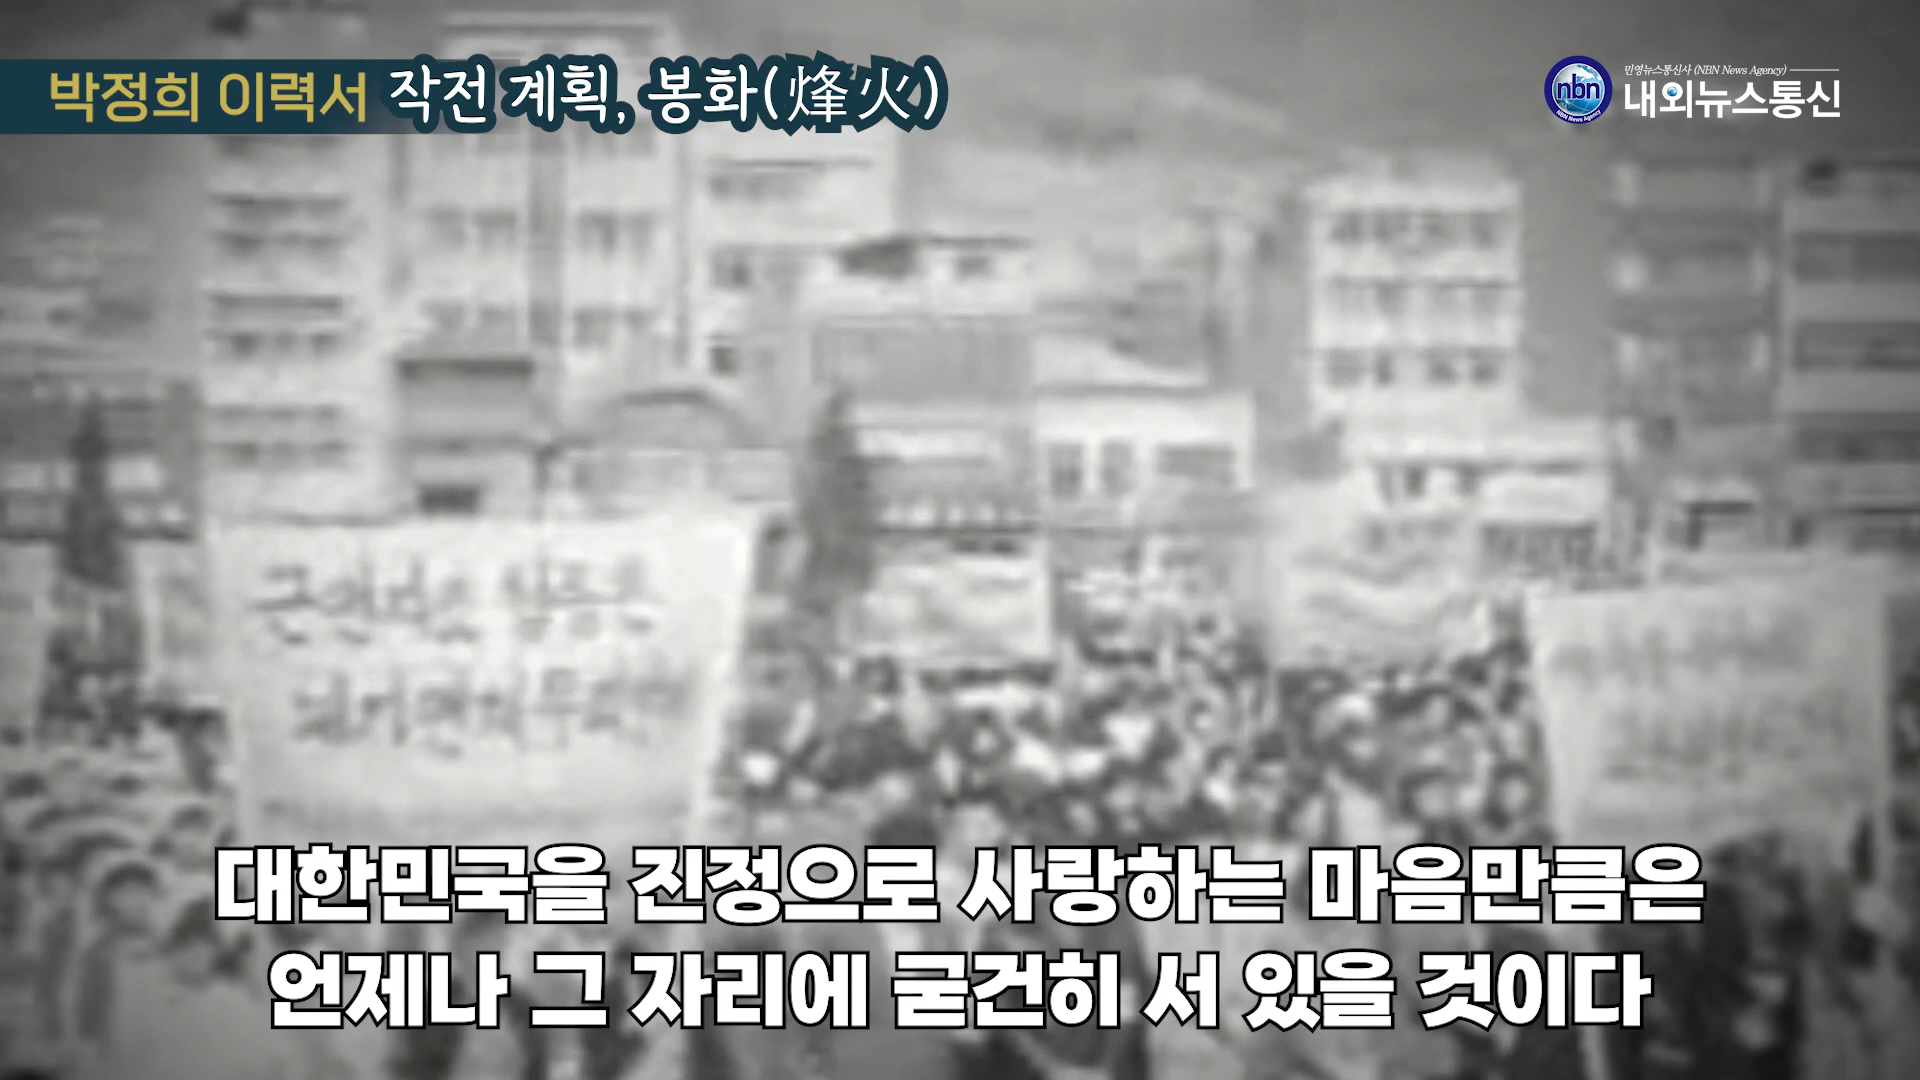 박정희 이력서 작전 계획, 봉화(烽火)
민영뉴스통신사 (NBN News Agency)
nbn
NBN News Agency
내외뉴스통신
대한민국을 진정으로 사랑하는 마음만큼은
언제나 그 자리에 굳건히 서 있을 것이다